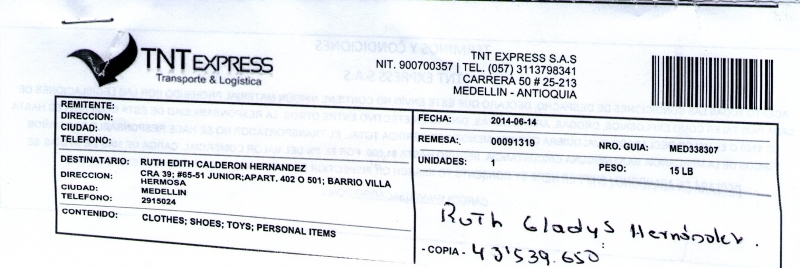 TNT EXPRESS
Transporte & Logística
TNT EXPRESS S.A.S
NIT. 900700357 | TEL. (057) 3113798341
CARRERA 50 # 25-213
MEDELLIN - ANTIOQUIA
REMITENTE:
DIRECCION:
CIUDAD:
TELEFONO:
DESTINATARIO: RUTH EDITH CALDERON HERNANDEZ
DIRECCION: CRA 39; #65-51 JUNIOR;APART. 402 O 501; BARRIO VILLA
HERMOSA
CIUDAD: MEDELLIN
TELEFONO: 2915024
CONTENIDO: CLOTHES; SHOES; TOYS; PERSONAL ITEMS
FECHA: 2014-06-14
REMESA: 00091319 NRO. GUIA: MED338307
UNIDADES: 1 PESO: 15 LB
Ruth Gladys Hernández.
- COPIA - 43'539.650